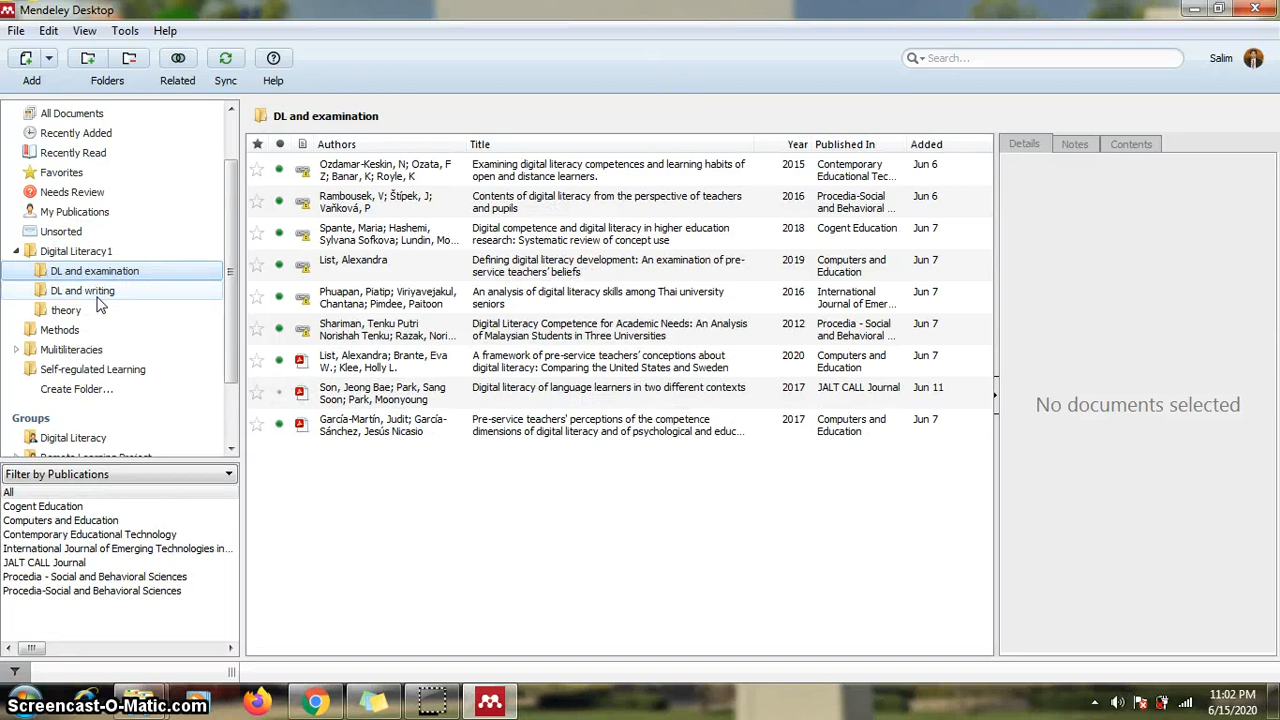 Mendeley Desktop
File Edit View Tools Help
Add Folders Related Sync Help
Search...
Salim
All Documents
Recently Added
Recently Read
Favorites
Needs Review
My Publications
Unsorted
Digital Literacy1
DL and examination
DL and writing
theory
Methods
Mulitiliteracies
Self-regulated Learning
Create Folder...
Groups
Digital Literacy
Remote Learning Project
Filter by Publications
All
Cogent Education
Computers and Education
Contemporary Educational Technology
International Journal of Emerging Technologies in...
JALT CALL Journal
Procedia - Social and Behavioral Sciences
Procedia-Social and Behavioral Sciences
DL and examination
Authors Title Year Published In Added
Ozdamar-Keskin, N; Ozata, F Examining digital literacy competences and learning habits of 2015 Contemporary Jun 6
Z; Banar, K; Royle, K open and distance learners. Educational Tec...
Rambousek, V; Štípek, J; Contents of digital literacy from the perspective of teachers 2016 Procedia-Social Jun 6
Vaňková, P and pupils and Behavioral ...
Spante, Maria; Hashemi, Digital competence and digital literacy in higher education 2018 Cogent Education Jun 7
Sylvana Sofkova; Lundin, Mo... research: Systematic review of concept use
List, Alexandra Defining digital literacy development: An examination of pre- 2019 Computers and Jun 7
service teachers' beliefs Education
Phuapan, Piatip; Viriyavejakul, An analysis of digital literacy skills among Thai university 2016 International Jun 7
Chantana; Pimdee, Paitoon seniors Journal of Emer...
Shariman, Tenku Putri Digital Literacy Competence for Academic Needs: An Analysis 2012 Procedia - Social Jun 7
Norishah Tenku; Razak, Nori... of Malaysian Students in Three Universities and Behavioral ...
List, Alexandra; Brante, Eva A framework of pre-service teachers' conceptions about 2020 Computers and Jun 7
W.; Klee, Holly L. digital literacy: Comparing the United States and Sweden Education
Son, Jeong Bae; Park, Sang Digital literacy of language learners in two different contexts 2017 JALT CALL Journal Jun 11
Soon; Park, Moonyoung
García-Martín, Judit; García- Pre-service teachers' perceptions of the competence 2017 Computers and Jun 7
Sánchez, Jesús Nicasio dimensions of digital literacy and of psychological and educ... Education
Details Notes Contents
No documents selected
Screencast-O-Matic.com
11:02 PM
6/15/2020